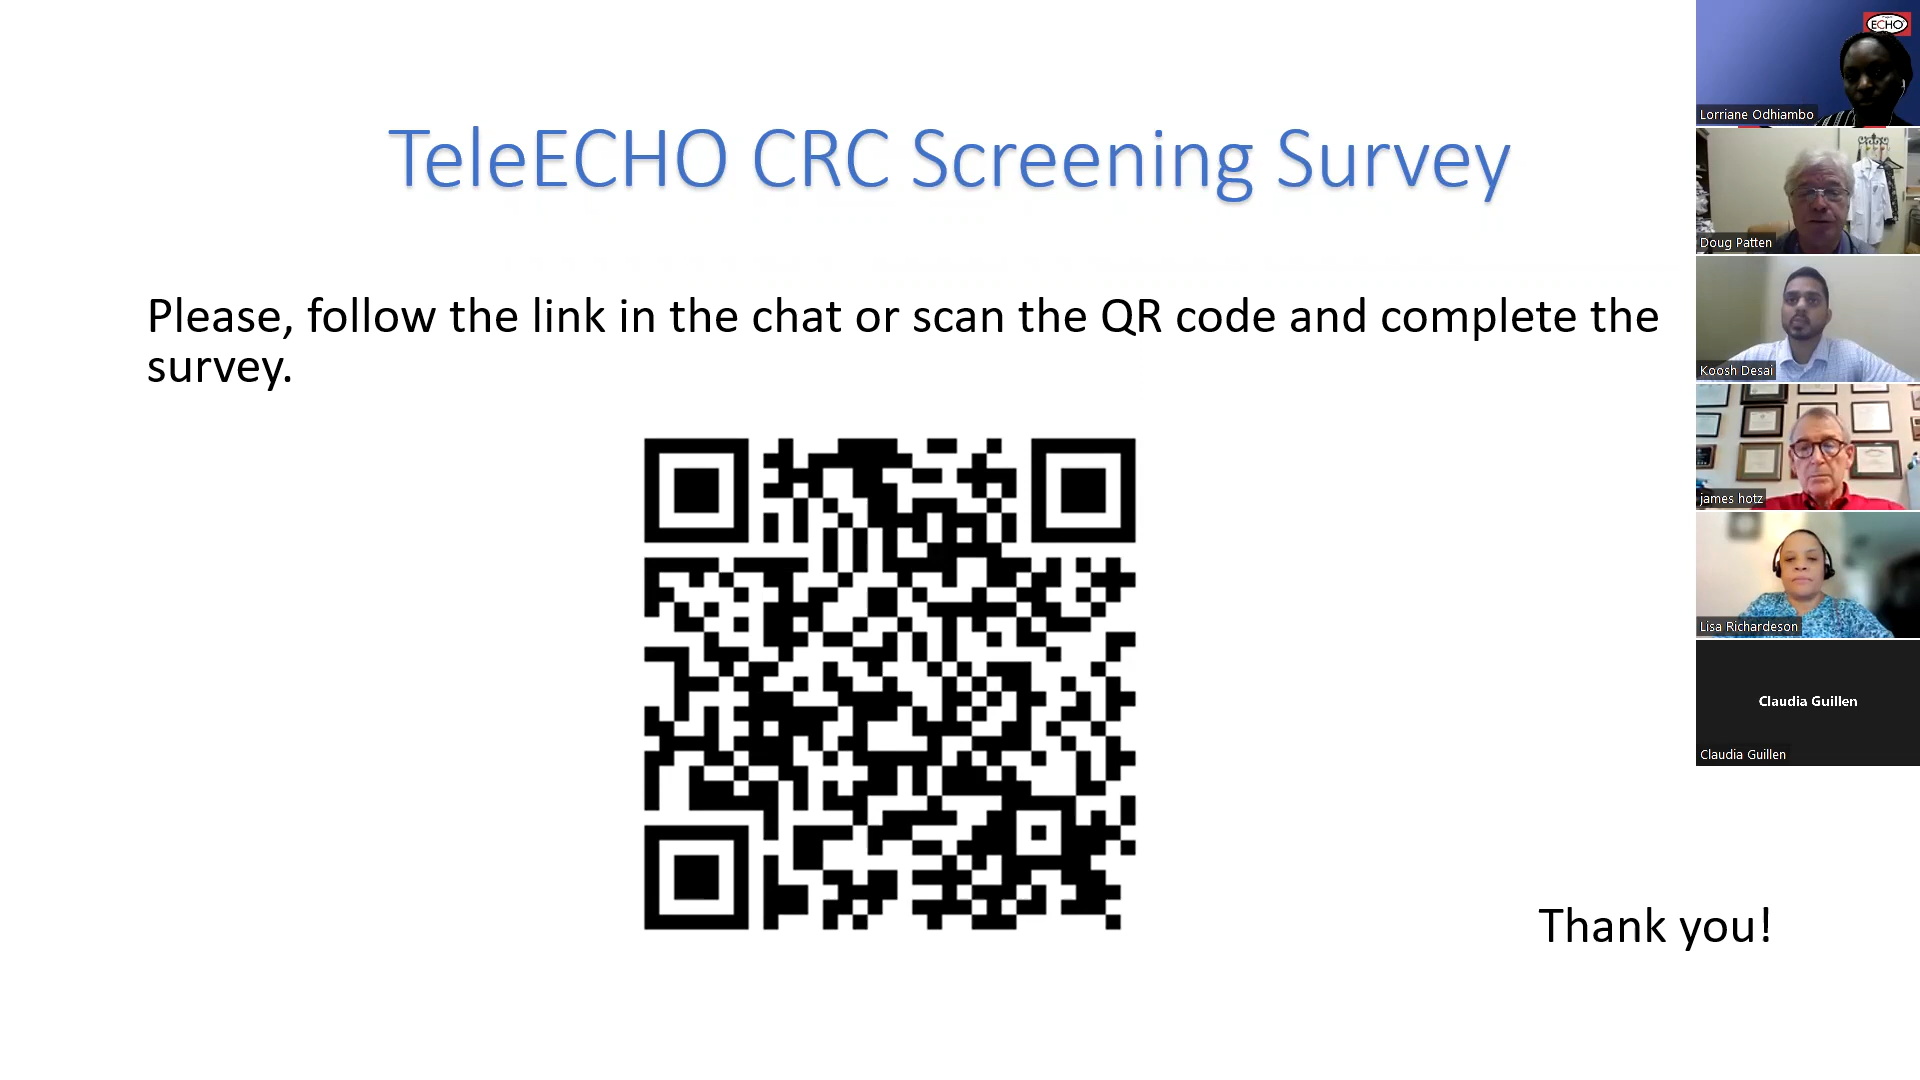 TeleECHO CRC Screening Survey
Please, follow the link in the chat or scan the QR code and complete the
survey.
Thank you!
ECHO
Lorriane Odhiambo
Doug Patten
Koosh Desai
james hotz
Lisa Richardeson
Claudia Guillen
Claudia Guillen